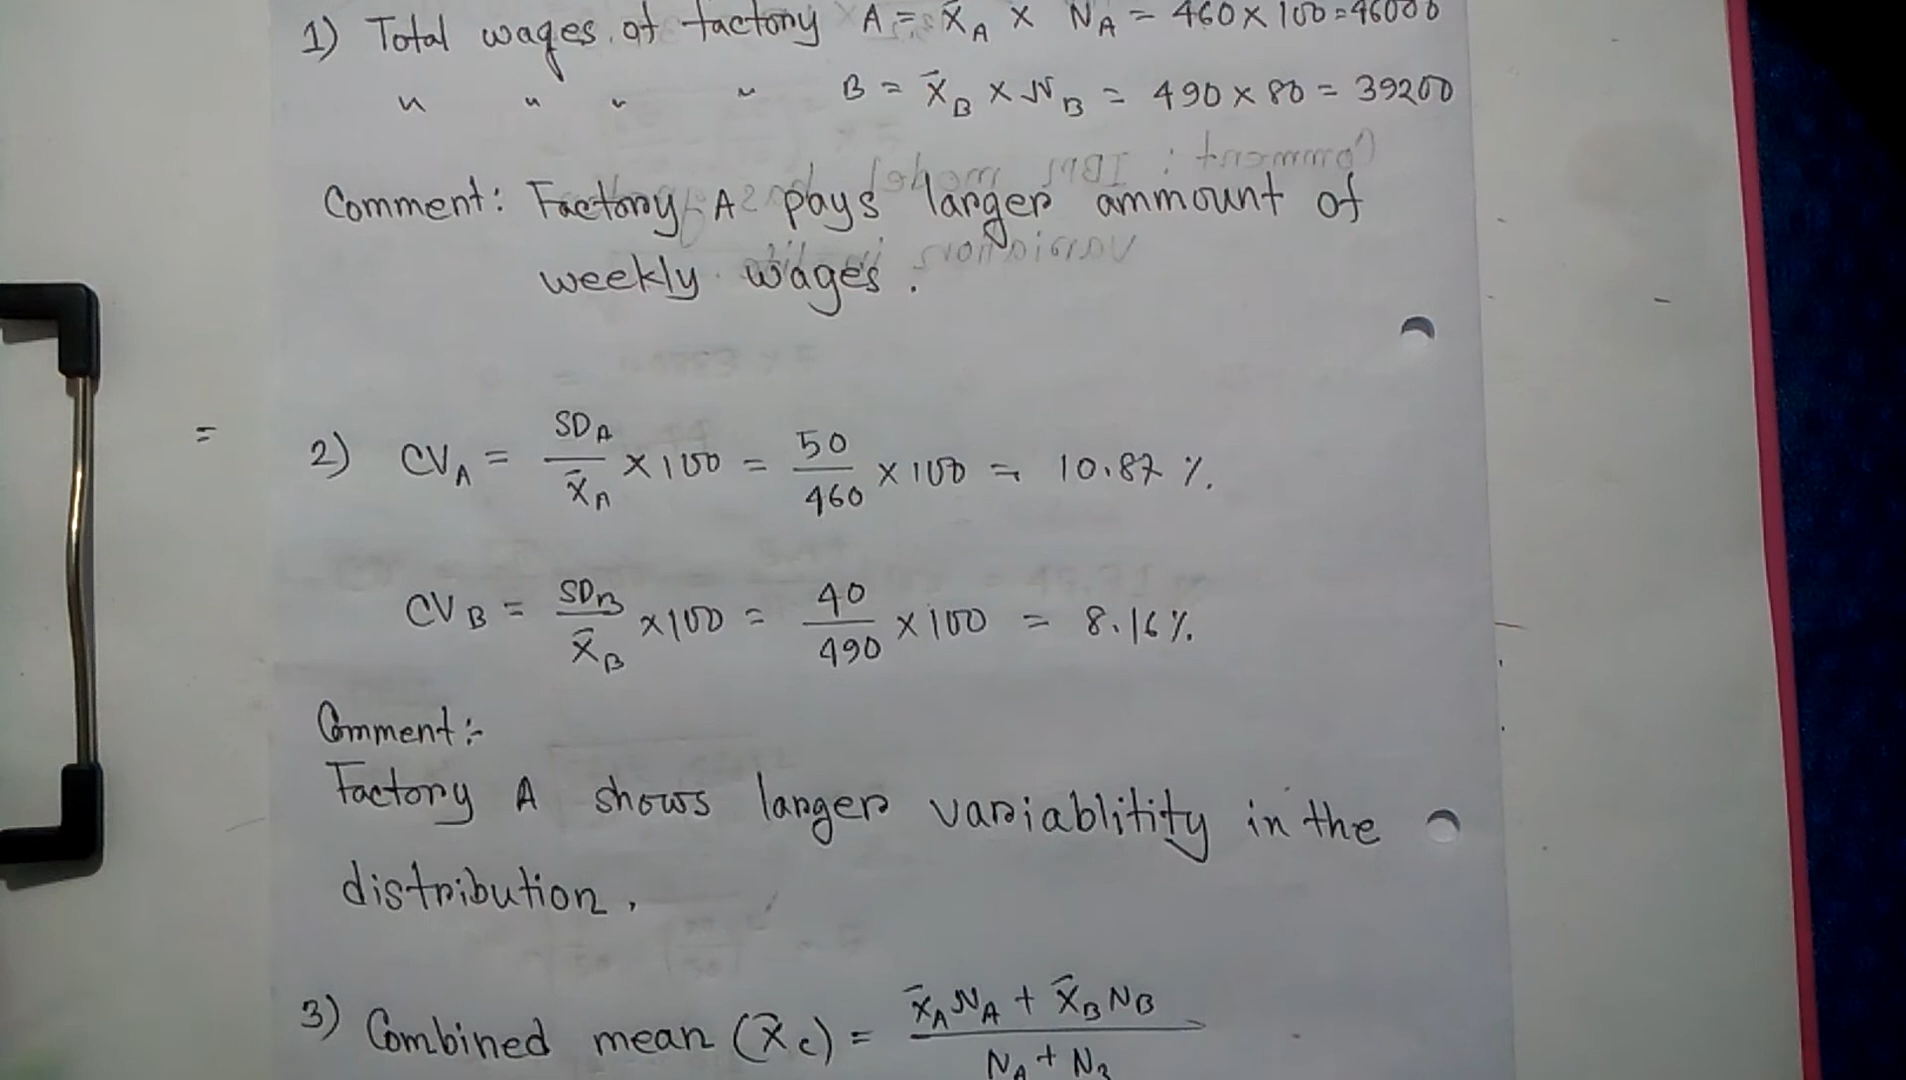 1) Total wages of factory A = x̄A × NA = 460×100=46000
" " " " B = x̄B × NB = 490×80 = 39200
Comment: Factory A pays larger ammount of
weekly wages.
= 2) CVA = SDA/x̄A ×100 = 50/460 ×100 = 10.87 %.
CVB = SDB/x̄B ×100 = 40/490 ×100 = 8.16%.
Comment:-
Factory A shows larger variablitity in the
distribution.
3) Combined mean (x̄c) = x̄A NA + x̄B NB / NA + NB